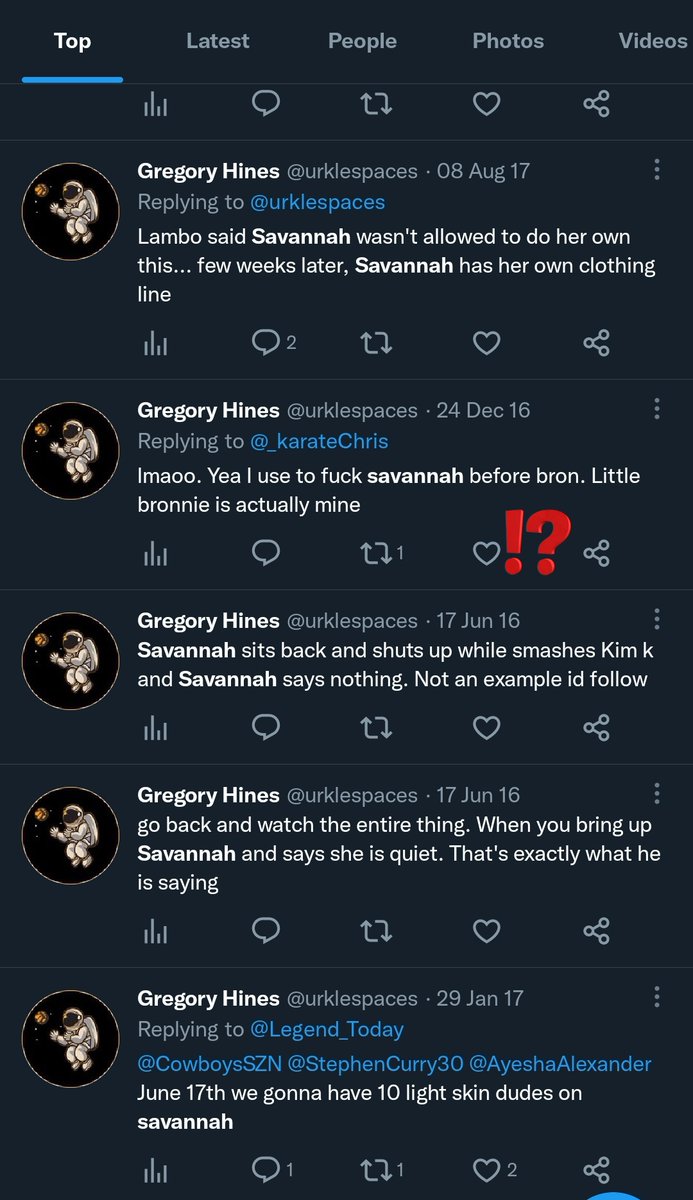 Top Latest People Photos Videos
Gregory Hines @urklespaces · 08 Aug 17
Replying to @urklespaces
Lambo said Savannah wasn't allowed to do her own
this... few weeks later, Savannah has her own clothing
line
2
Gregory Hines @urklespaces · 24 Dec 16
Replying to @_karateChris
lmaoo. Yea I use to fuck savannah before bron. Little
bronnie is actually mine
1 ⁉
Gregory Hines @urklespaces · 17 Jun 16
Savannah sits back and shuts up while smashes Kim k
and Savannah says nothing. Not an example id follow
Gregory Hines @urklespaces · 17 Jun 16
go back and watch the entire thing. When you bring up
Savannah and says she is quiet. That's exactly what he
is saying
Gregory Hines @urklespaces · 29 Jan 17
Replying to @Legend_Today
@CowboysSZN @StephenCurry30 @AyeshaAlexander
June 17th we gonna have 10 light skin dudes on
savannah
1 1 2